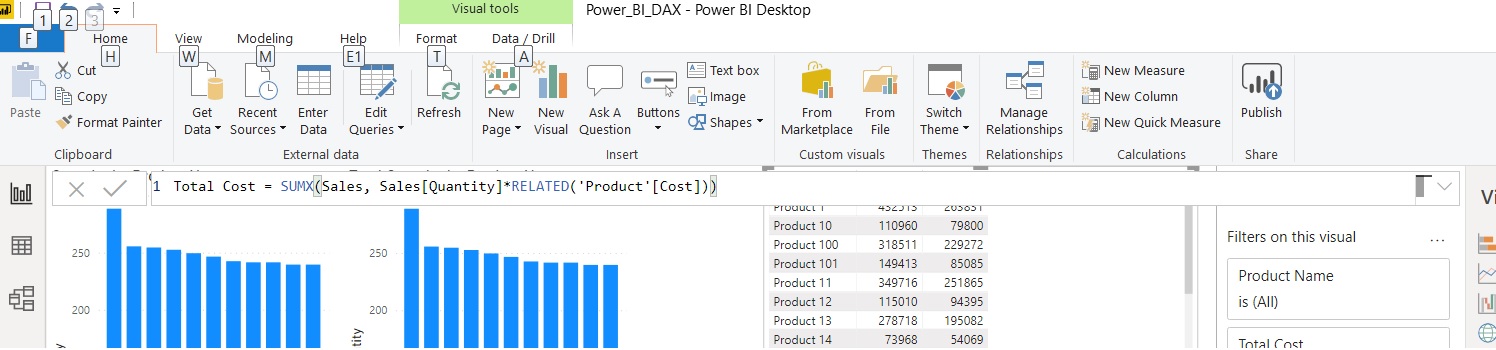 1 2 3
Visual tools
Power_BI_DAX - Power BI Desktop
Home View Modeling Help Format Data / Drill
F H W M E1 T A
Paste
Cut
Copy
Format Painter
Clipboard
Get Data
Recent Sources
Enter Data
Edit Queries
Refresh
External data
New Page
New Visual
Ask A Question
Buttons
Text box
Image
Shapes
Insert
From Marketplace
From File
Custom visuals
Switch Theme
Themes
Manage Relationships
Relationships
New Measure
New Column
New Quick Measure
Calculations
Publish
Share
1 Total Cost = SUMX(Sales, Sales[Quantity]*RELATED('Product'[Cost]))
250
200
250
200
Product 1 432513 263831
Product 10 110960 79800
Product 100 318511 229272
Product 101 149413 85085
Product 11 349716 251865
Product 12 115010 94395
Product 13 278718 195082
Product 14 73968 54069
Filters on this visual
...
Product Name
is (All)
Total Cost